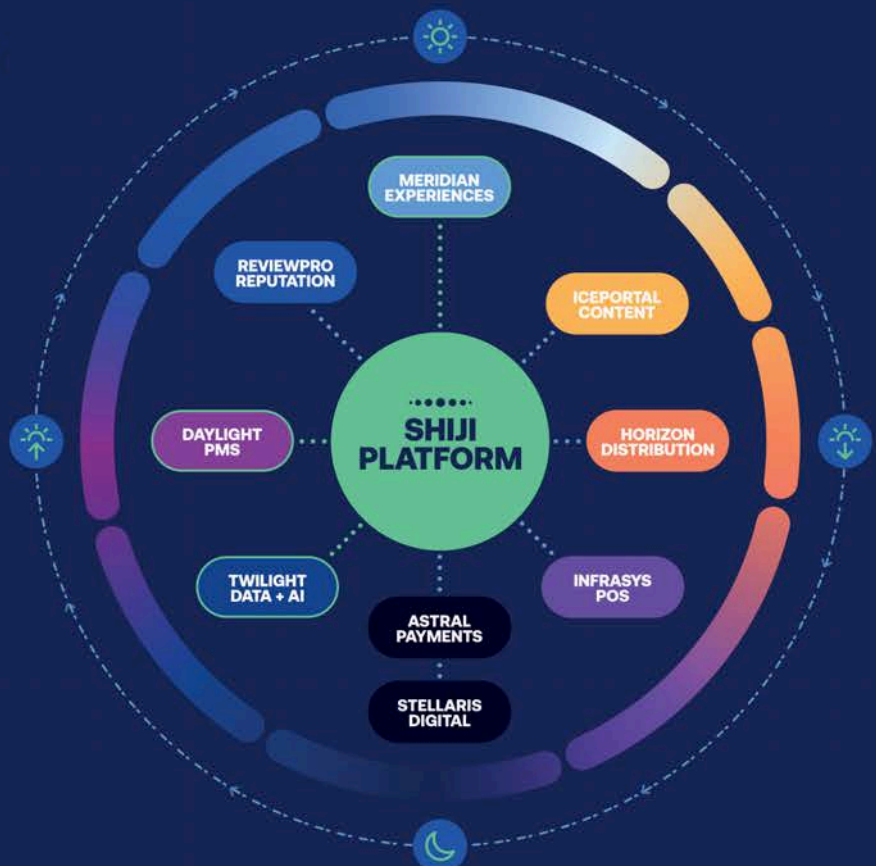 MERIDIAN
EXPERIENCES
REVIEWPRO
REPUTATION
ICEPORTAL
CONTENT
SHIJI
PLATFORM
DAYLIGHT
PMS
HORIZON
DISTRIBUTION
TWILIGHT
DATA + AI
INFRASYS
POS
ASTRAL
PAYMENTS
STELLARIS
DIGITAL